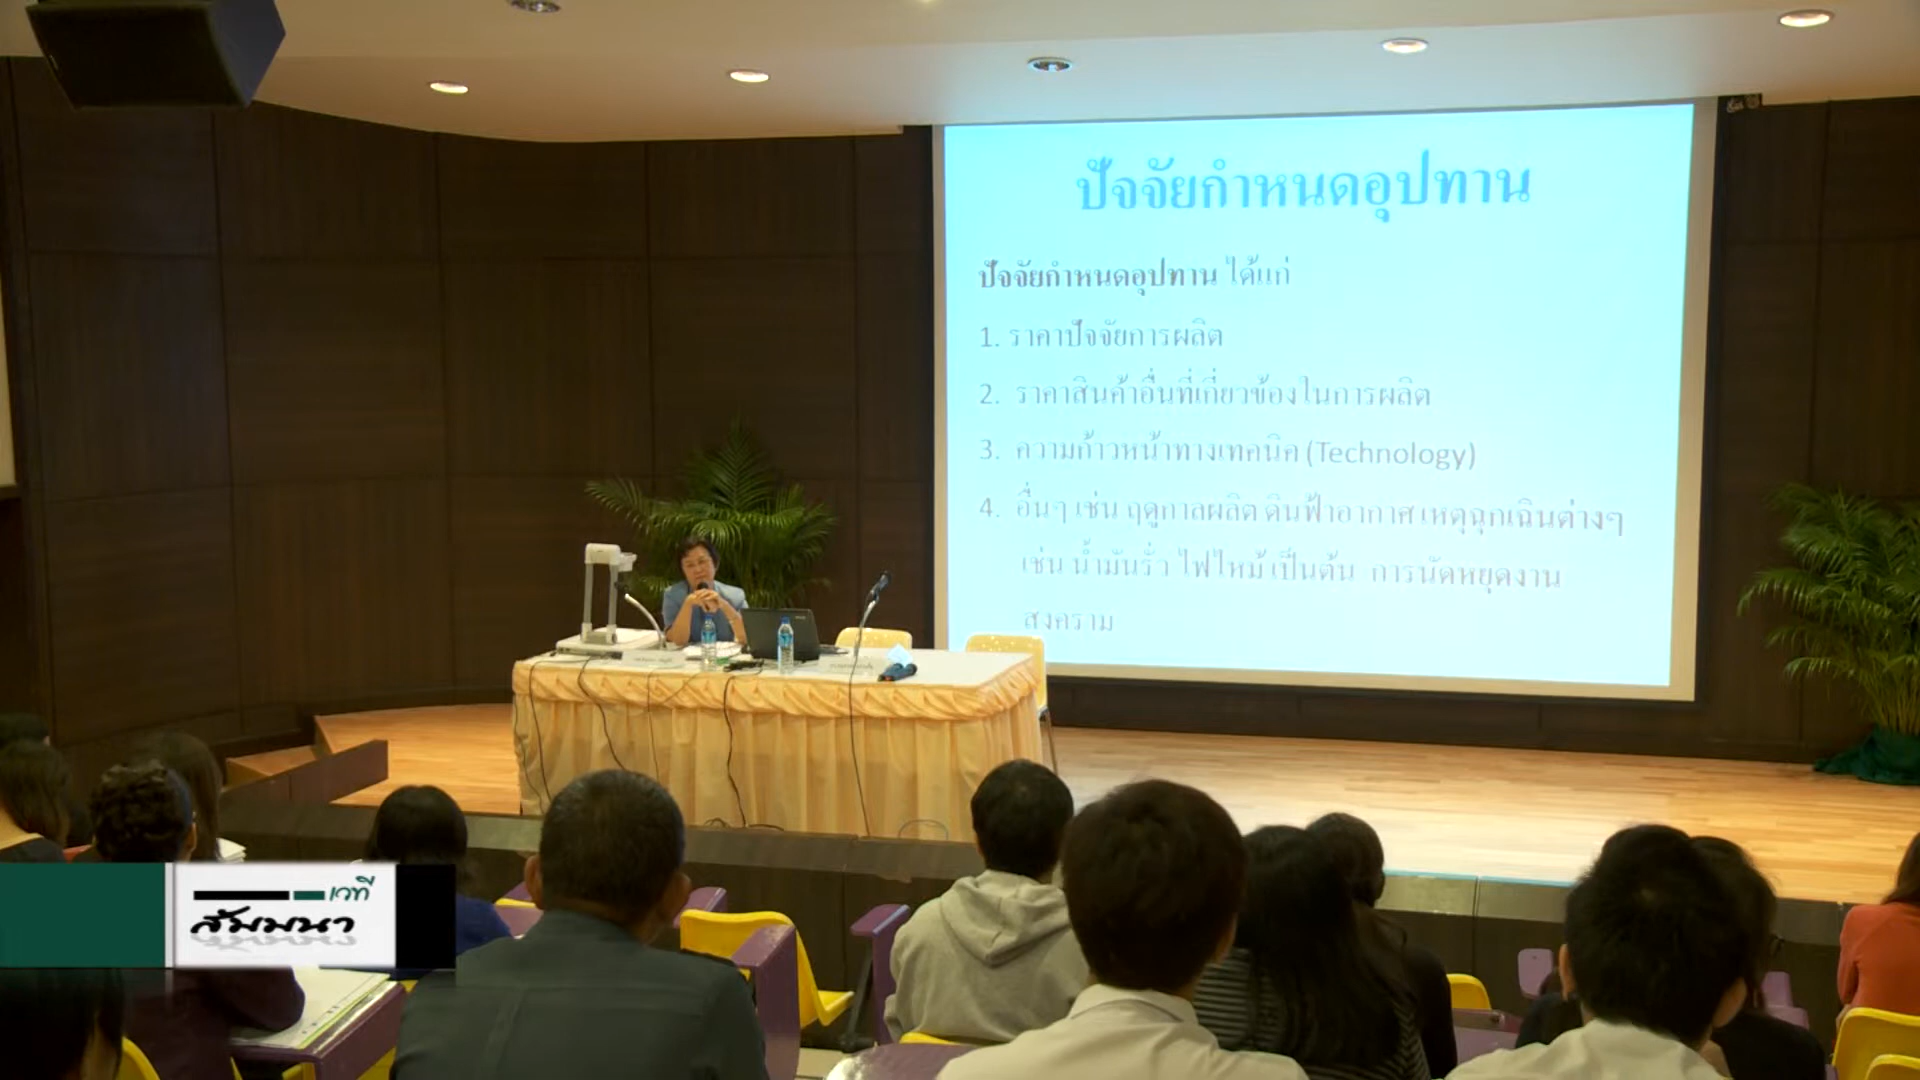 ปัจจัยกำหนดอุปทาน
ปัจจัยกำหนดอุปทาน ได้แก่
1. ราคาปัจจัยการผลิต
2. ราคาสินค้าอื่นที่เกี่ยวข้องในการผลิต
3. ความก้าวหน้าทางเทคนิค (Technology)
4. อื่นๆ เช่น ฤดูกาลผลิต ดินฟ้าอากาศ เหตุฉุกเฉินต่างๆ
เช่น น้ำมันรั่ว ไฟไหม้ เป็นต้น การนัดหยุดงาน
สงคราม
เวที
สัมมนา